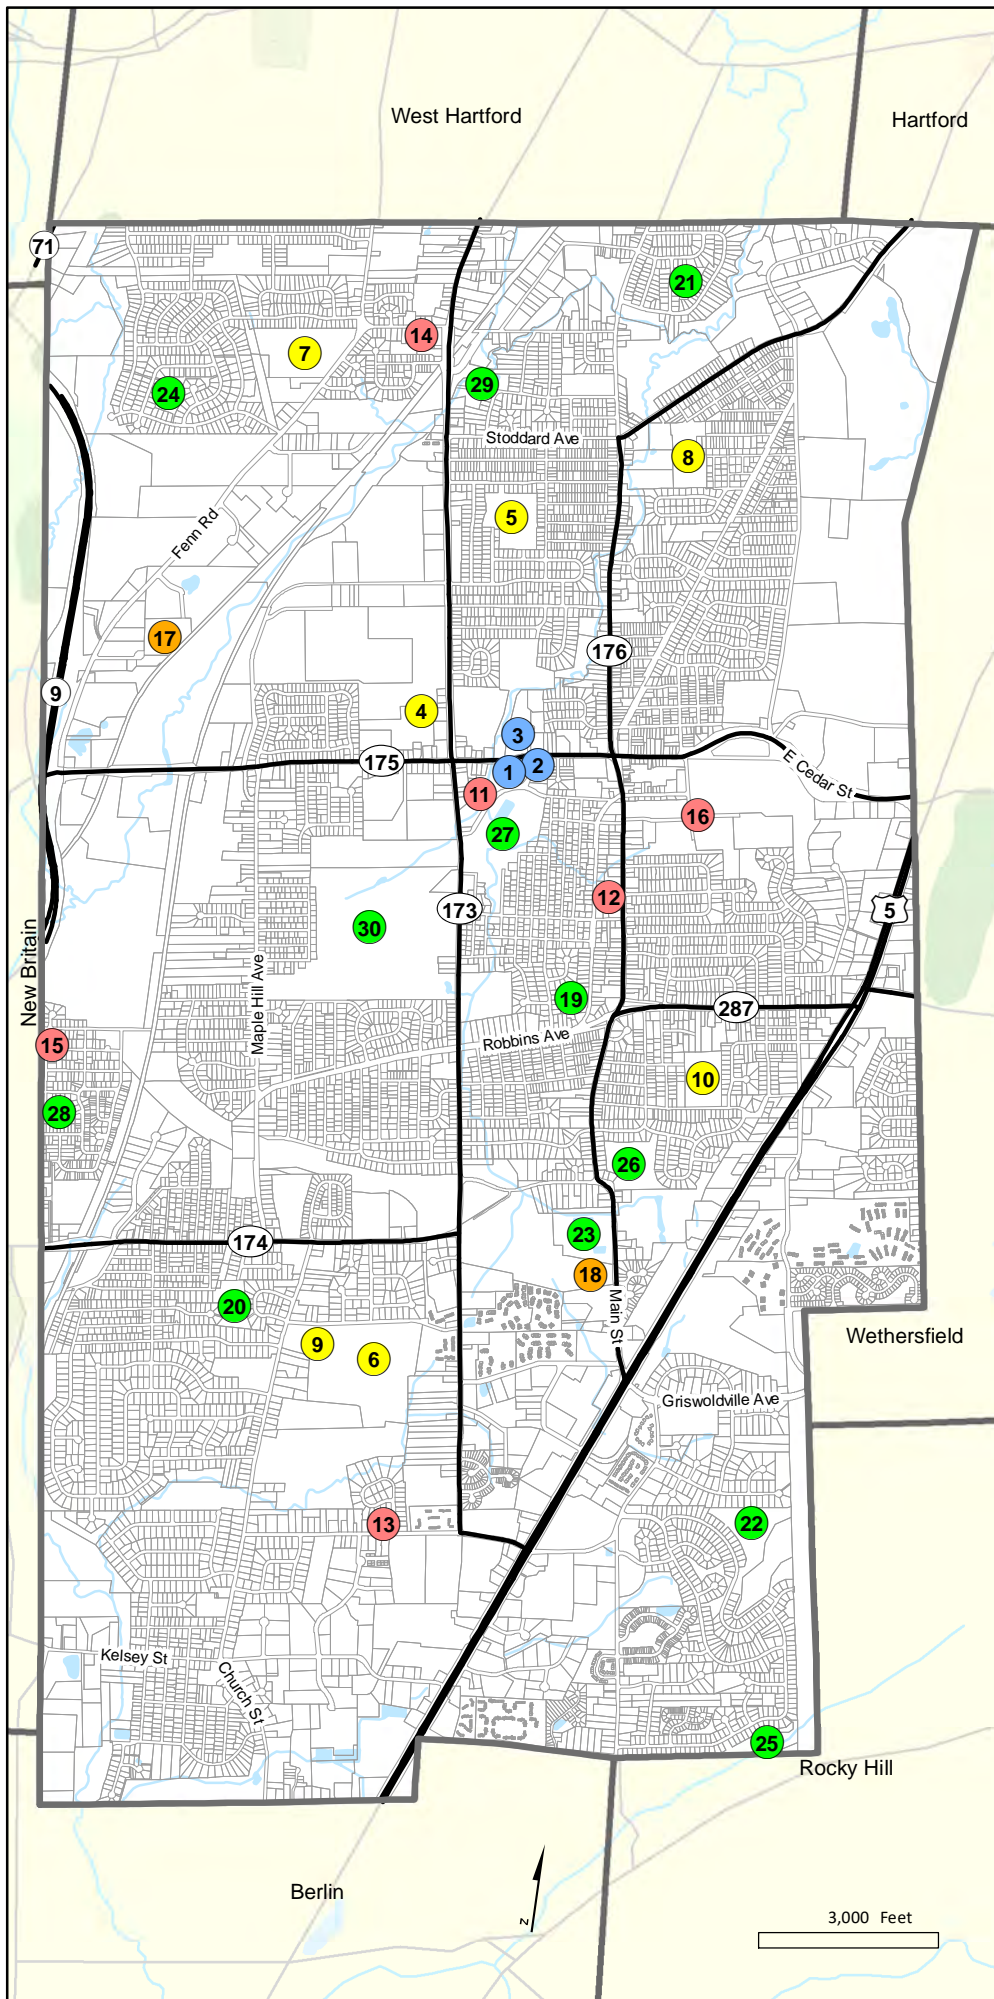 West Hartford
Hartford
71
21
14
7
29
24
Stoddard Ave
8
5
Fenn Rd
17
176
9
4
3
175
2
1
E Cedar St
11
16
27
12
173
5
30
New Britain
Maple Hill Ave
19
287
Robbins Ave
15
10
28
26
23
174
18
20
Main St
Wethersfield
9
6
Griswoldville Ave
22
13
Kelsey St
Church St
25
Rocky Hill
Berlin
z
3,000 Feet